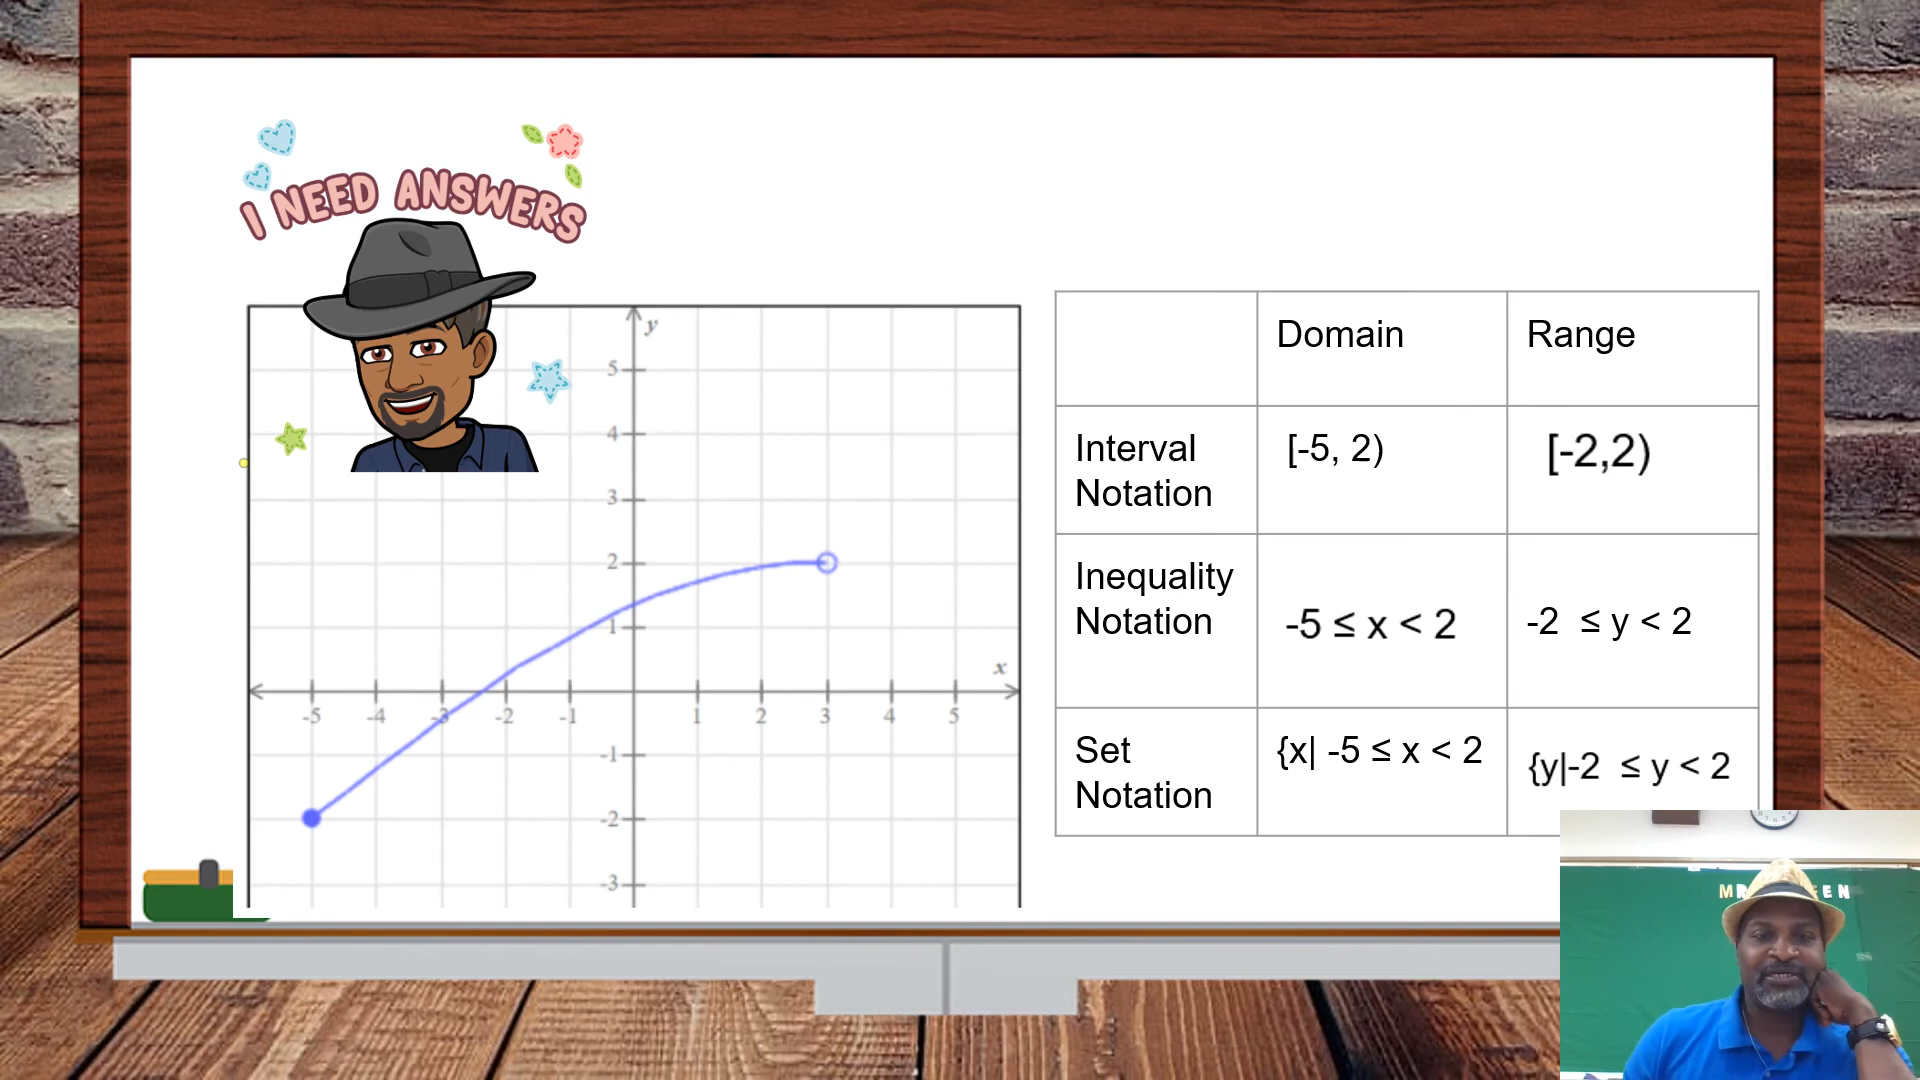 I NEED ANSWERS
y
5
4
3
2
1
x
-5 -4 -3 -2 -1 1 2 3 4 5
-1
-2
-3
Domain Range
Interval Notation [-5, 2) [-2,2)
Inequality Notation -5 ≤ x < 2 -2 ≤ y < 2
Set Notation {x| -5 ≤ x < 2 {y|-2 ≤ y < 2